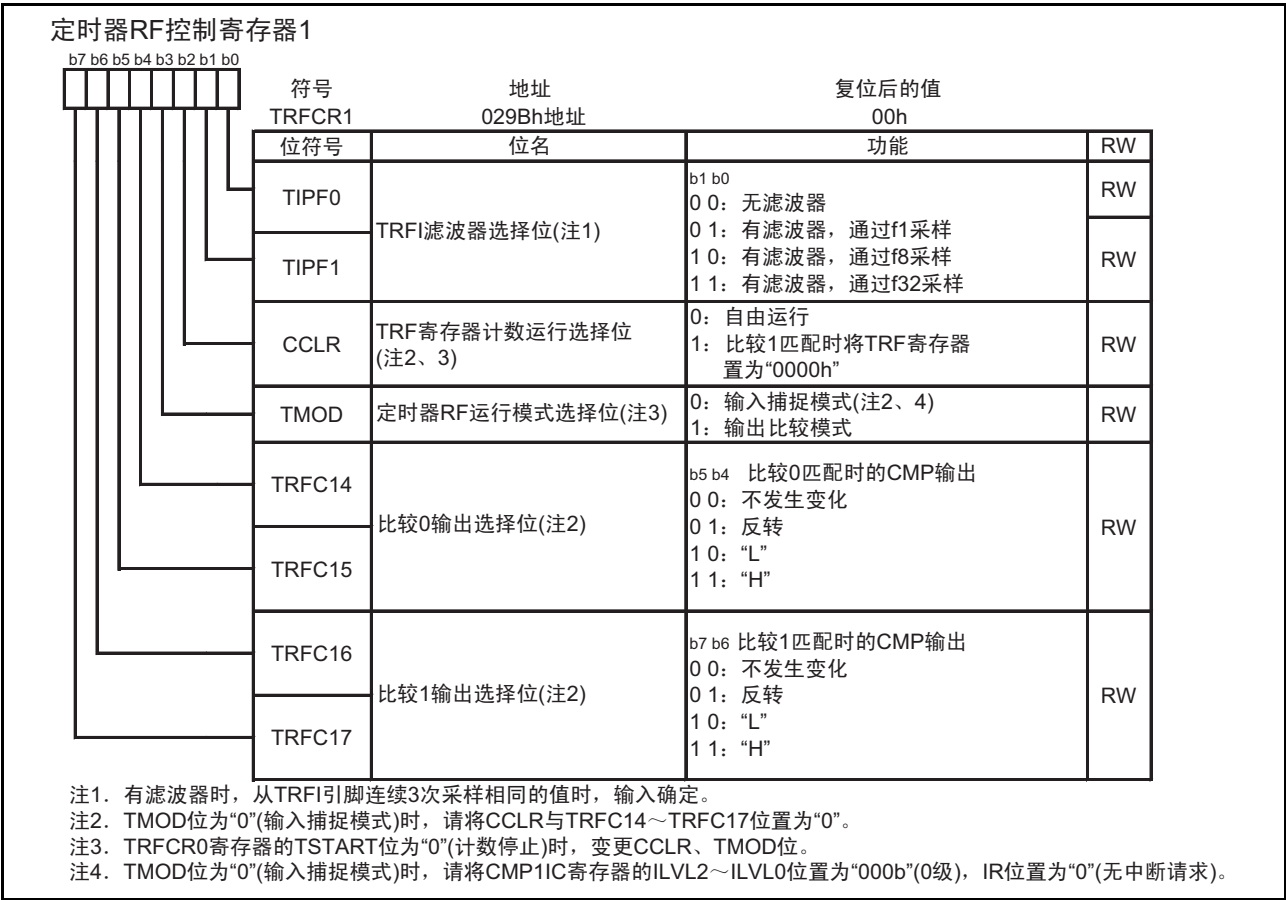 定时器RF控制寄存器1
b7 b6 b5 b4 b3 b2 b1 b0
符号 地址 复位后的值
TRFCR1 029Bh地址 00h
位符号 位名 功能 RW
TIPF0
TIPF1
TRFI滤波器选择位(注1)
b1 b0
0 0：无滤波器
0 1：有滤波器，通过f1采样
1 0：有滤波器，通过f8采样
1 1：有滤波器，通过f32采样
RW
RW
CCLR
TRF寄存器计数运行选择位
(注2、3)
0：自由运行
1：比较1匹配时将TRF寄存器
置为“0000h”
RW
TMOD
定时器RF运行模式选择位(注3)
0：输入捕捉模式(注2、4)
1：输出比较模式
RW
TRFC14
TRFC15
比较0输出选择位(注2)
b5 b4 比较0匹配时的CMP输出
0 0：不发生变化
0 1：反转
1 0：“L”
1 1：“H”
RW
TRFC16
TRFC17
比较1输出选择位(注2)
b7 b6 比较1匹配时的CMP输出
0 0：不发生变化
0 1：反转
1 0：“L”
1 1：“H”
RW
注1．有滤波器时，从TRFI引脚连续3次采样相同的值时，输入确定。
注2．TMOD位为“0”(输入捕捉模式)时，请将CCLR与TRFC14～TRFC17位置为“0”。
注3．TRFCR0寄存器的TSTART位为“0”(计数停止)时，变更CCLR、TMOD位。
注4．TMOD位为“0”(输入捕捉模式)时，请将CMP1IC寄存器的ILVL2～ILVL0位置为“000b”(0级)，IR位置为“0”(无中断请求)。